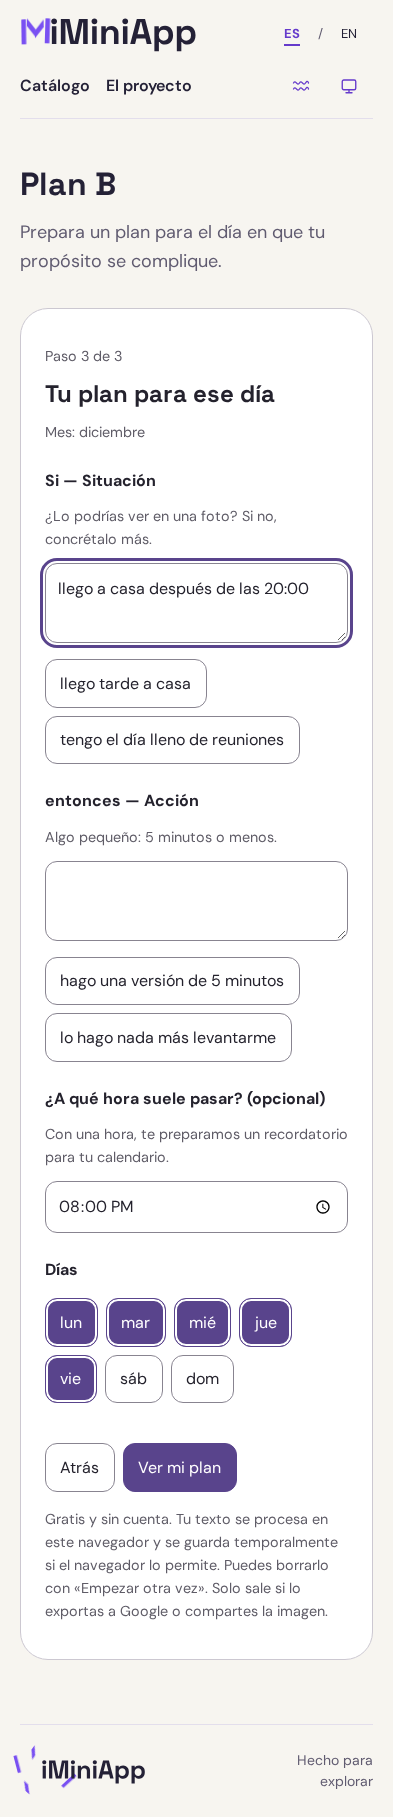 MiMiniApp
ES / EN
Catálogo El proyecto
Plan B
Prepara un plan para el día en que tu
propósito se complique.
Paso 3 de 3
Tu plan para ese día
Mes: diciembre
Si — Situación
¿Lo podrías ver en una foto? Si no,
concrétalo más.
llego a casa después de las 20:00
llego tarde a casa
tengo el día lleno de reuniones
entonces — Acción
Algo pequeño: 5 minutos o menos.
hago una versión de 5 minutos
lo hago nada más levantarme
¿A qué hora suele pasar? (opcional)
Con una hora, te preparamos un recordatorio
para tu calendario.
08:00 PM
Días
lun mar mié jue
vie sáb dom
Atrás Ver mi plan
Gratis y sin cuenta. Tu texto se procesa en
este navegador y se guarda temporalmente
si el navegador lo permite. Puedes borrarlo
con «Empezar otra vez». Solo sale si lo
exportas a Google o compartes la imagen.
iMiniApp
Hecho para
explorar